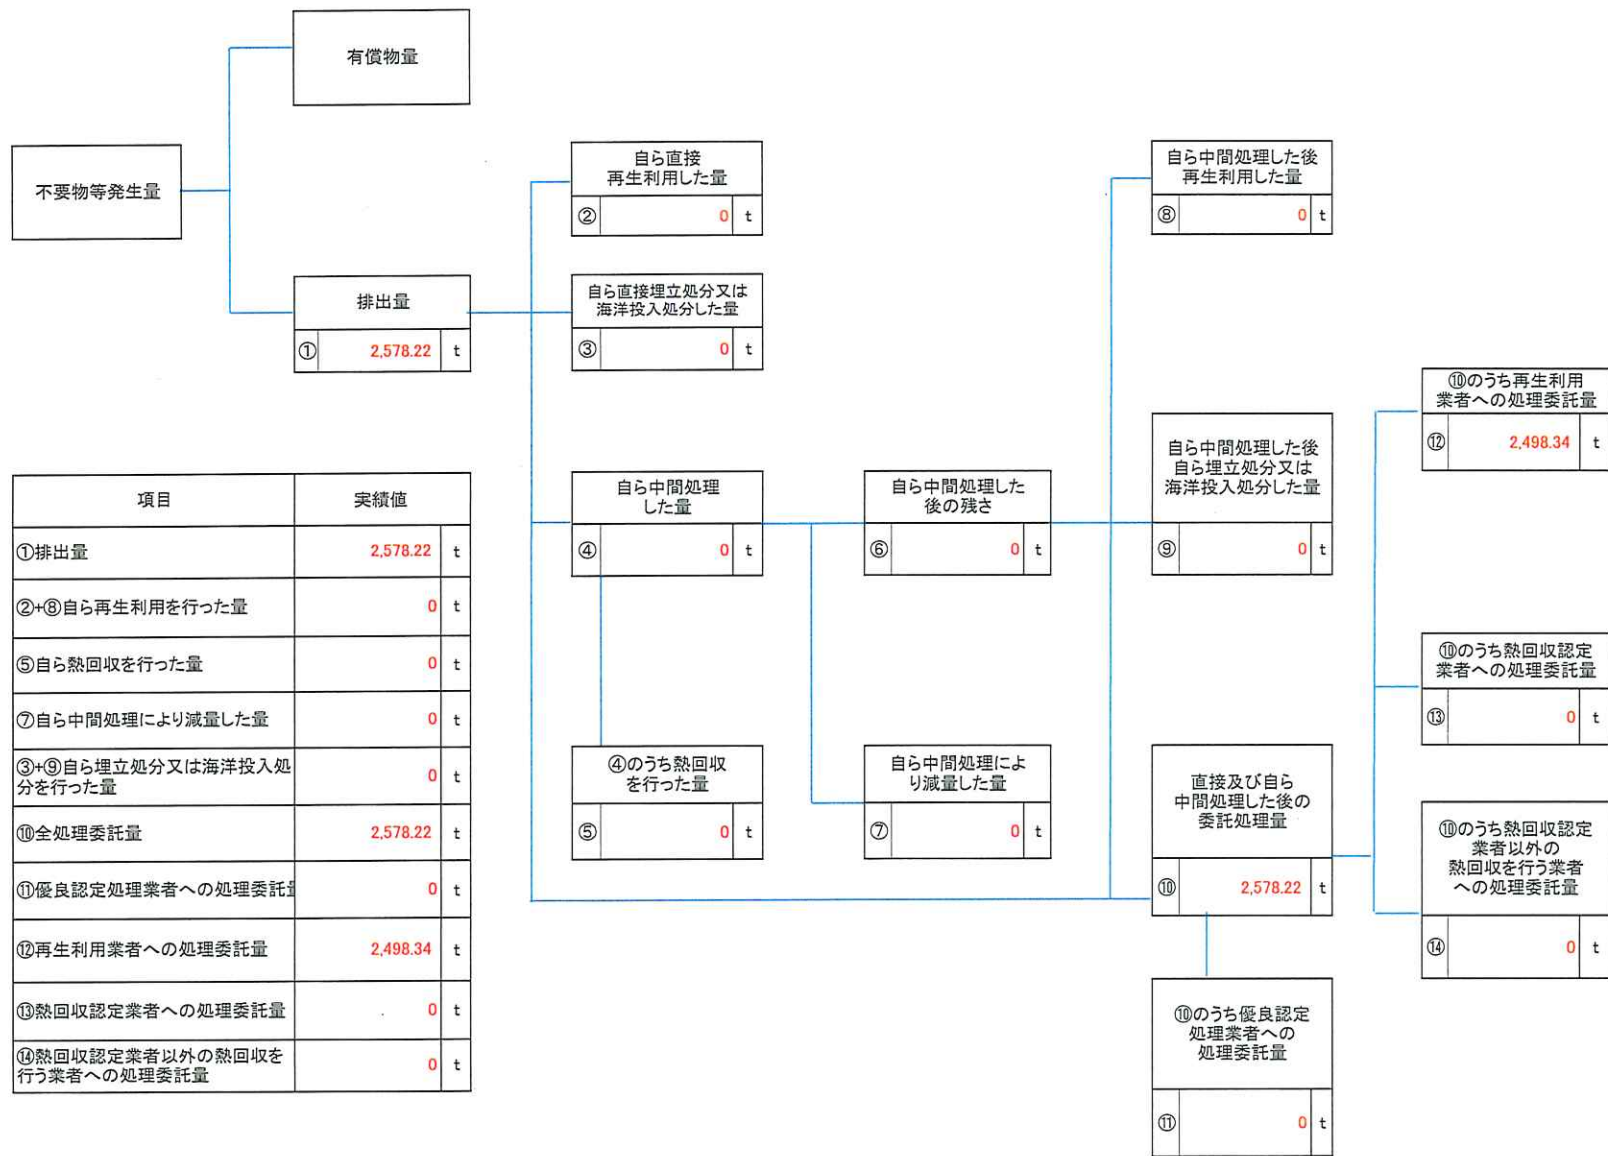 有償物量
不要物等発生量
排出量
① 2,578.22 t
自ら直接
再生利用した量
② 0 t
自ら直接埋立処分又は
海洋投入処分した量
③ 0 t
自ら中間処理
した量
④ 0 t
④のうち熱回収
を行った量
⑤ 0 t
自ら中間処理した
後の残さ
⑥ 0 t
自ら中間処理によ
り減量した量
⑦ 0 t
自ら中間処理した後
再生利用した量
⑧ 0 t
自ら中間処理した後
自ら埋立処分又は
海洋投入処分した量
⑨ 0 t
直接及び自ら
中間処理した後の
委託処理量
⑩ 2,578.22 t
⑩のうち優良認定
処理業者への
処理委託量
⑪ 0 t
⑩のうち再生利用
業者への処理委託量
⑫ 2,498.34 t
⑩のうち熱回収認定
業者への処理委託量
⑬ 0 t
⑩のうち熱回収認定
業者以外の
熱回収を行う業者
への処理委託量
⑭ 0 t
項目 実績値
①排出量 2,578.22 t
②+⑧自ら再生利用を行った量 0 t
⑤自ら熱回収を行った量 0 t
⑦自ら中間処理により減量した量 0 t
③+⑨自ら埋立処分又は海洋投入処
分を行った量 0 t
⑩全処理委託量 2,578.22 t
⑪優良認定処理業者への処理委託量 0 t
⑫再生利用業者への処理委託量 2,498.34 t
⑬熱回収認定業者への処理委託量 0 t
⑭熱回収認定業者以外の熱回収を
行う業者への処理委託量 0 t